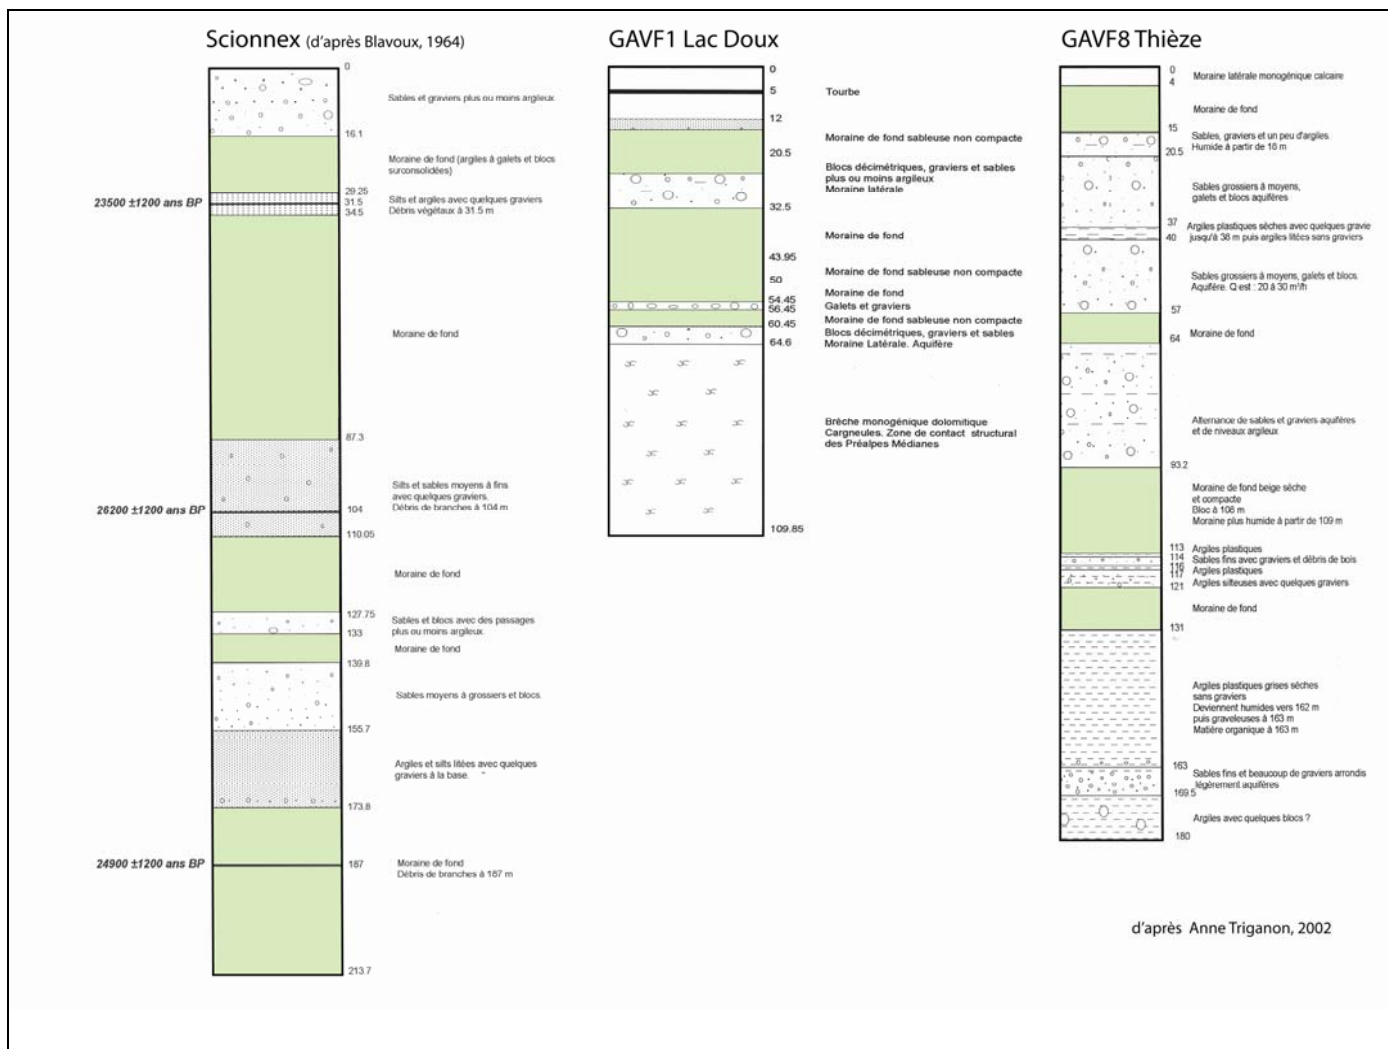 Scionnex (d'après Blavoux, 1964)
0
Sables et graviers plus ou moins argileux
16.1
Moraine de fond (argiles à galets et blocs
surconsolidées)
29.25
23500 ±1200 ans BP
31.5
34.5
Silts et argiles avec quelques graviers
Débris végétaux à 31.5 m
Moraine de fond
87.3
Silts et sables moyens à fins
avec quelques graviers.
Débris de branches à 104 m
26200 ±1200 ans BP
104
110.05
Moraine de fond
127.75
Sables et blocs avec des passages
plus ou moins argileux
133
Moraine de fond
139.8
Sables moyens à grossiers et blocs
155.7
Argiles et silts litées avec quelques
graviers à la base.
173.8
24900 ±1200 ans BP
187
Moraine de fond
Débris de branches à 187 m
213.7
GAVF1 Lac Doux
0
5
Tourbe
12
Moraine de fond sableuse non compacte
20.5
Blocs décimétriques, graviers et sables
plus ou moins argileux
Moraine latérale
32.5
Moraine de fond
43.95
Moraine de fond sableuse non compacte
50
Moraine de fond
54.45
Galets et graviers
56.45
Moraine de fond sableuse non compacte
60.45
Blocs décimétriques, graviers et sables
Moraine Latérale. Aquifère
64.6
Brèche monogénique dolomitique
Cargneules. Zone de contact structural
des Préalpes Médianes
109.85
GAVF8 Thièze
0
4
Moraine latérale monogénique calcaire
Moraine de fond
15
Sables, graviers et un peu d'argiles.
Humide à partir de 16 m
20.5
Sables grossiers à moyens,
galets et blocs aquifères
37
Argiles plastiques sèches avec quelques gravie
jusqu'à 38 m puis argiles litées sans graviers
40
Sables grossiers à moyens, galets et blocs
Aquifère. Q est : 20 à 30 m³/h
57
Moraine de fond
64
Alternance de sables et graviers aquifères
et de niveaux argileux
93.2
Moraine de fond beige sèche
et compacte
Bloc à 108 m
Moraine plus humide à partir de 109 m
113
Argiles plastiques
114
Sables fins avec graviers et débris de bois
116
Argiles plastiques
117
Argiles silteuses avec quelques graviers
121
Moraine de fond
131
Argiles plastiques grises sèches
sans graviers
Deviennent humides vers 162 m
puis graveleuses à 163 m
Matière organique à 163 m
163
Sables fins et beaucoup de graviers arrondis
légèrement aquifères
169.5
Argiles avec quelques blocs ?
180
d'après Anne Triganon, 2002